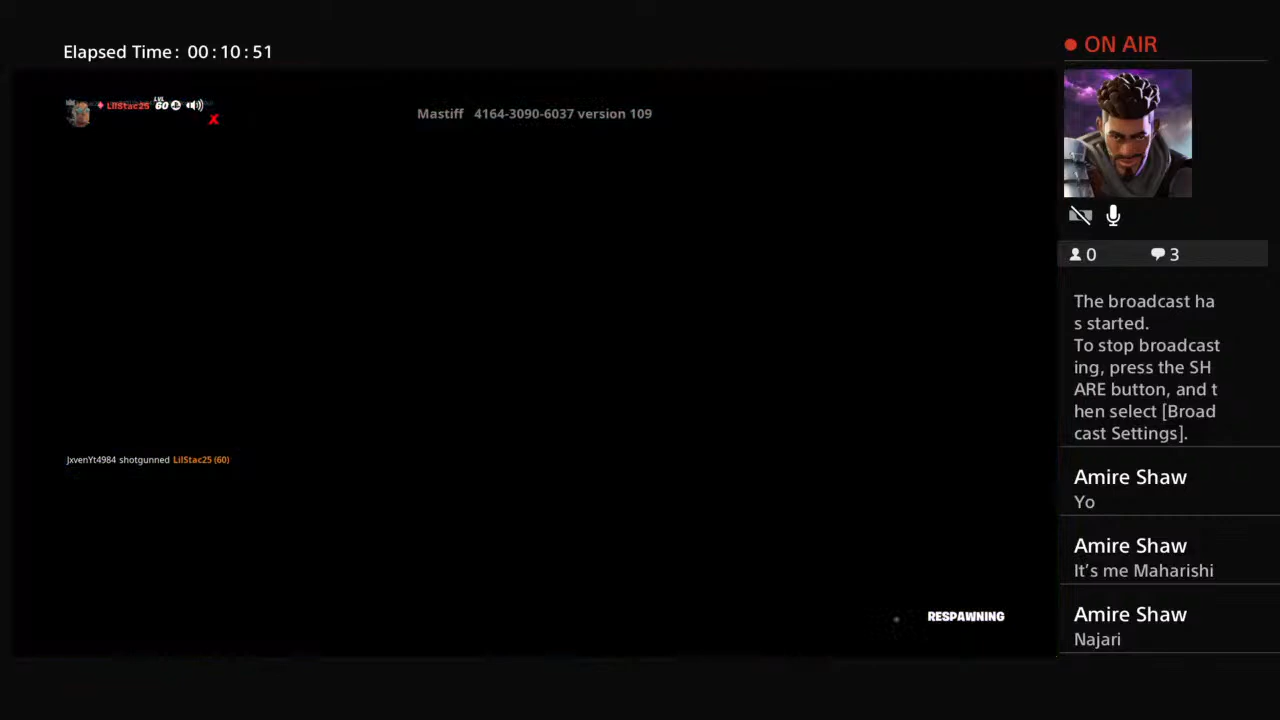 Elapsed Time: 00:10:51
ON AIR
LilStac25 LVL 60
X
Mastiff 4164-3090-6037 version 109
0 3
The broadcast ha
s started.
To stop broadcast
ing, press the SH
ARE button, and t
hen select [Broad
cast Settings].
JxvenYt4984 shotgunned LilStac25 (60)
Amire Shaw
Yo
Amire Shaw
It's me Maharishi
Amire Shaw
Najari
RESPAWNING